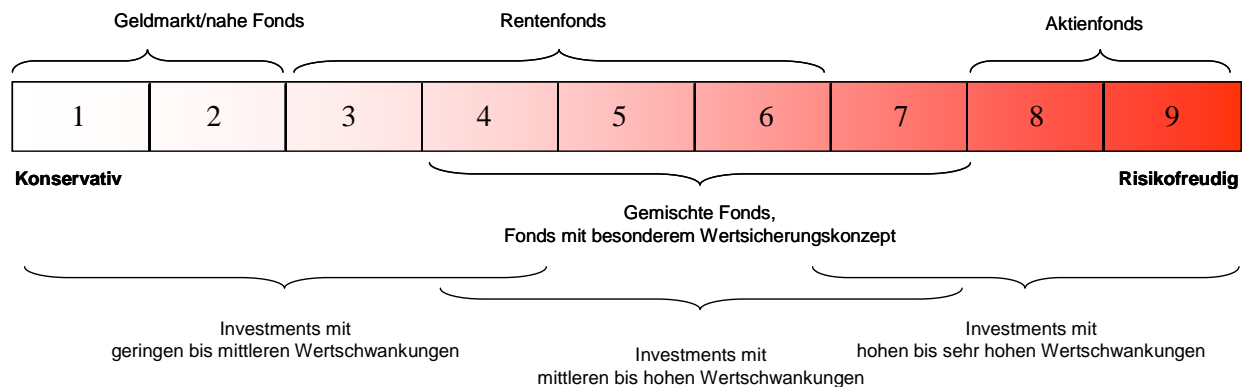 Geldmarkt/nahe Fonds
Rentenfonds
Aktienfonds
1 2 3 4 5 6 7 8 9
Konservativ
Risikofreudig
Gemischte Fonds,
Fonds mit besonderem Wertsicherungskonzept
Investments mit
geringen bis mittleren Wertschwankungen
Investments mit
mittleren bis hohen Wertschwankungen
Investments mit
hohen bis sehr hohen Wertschwankungen